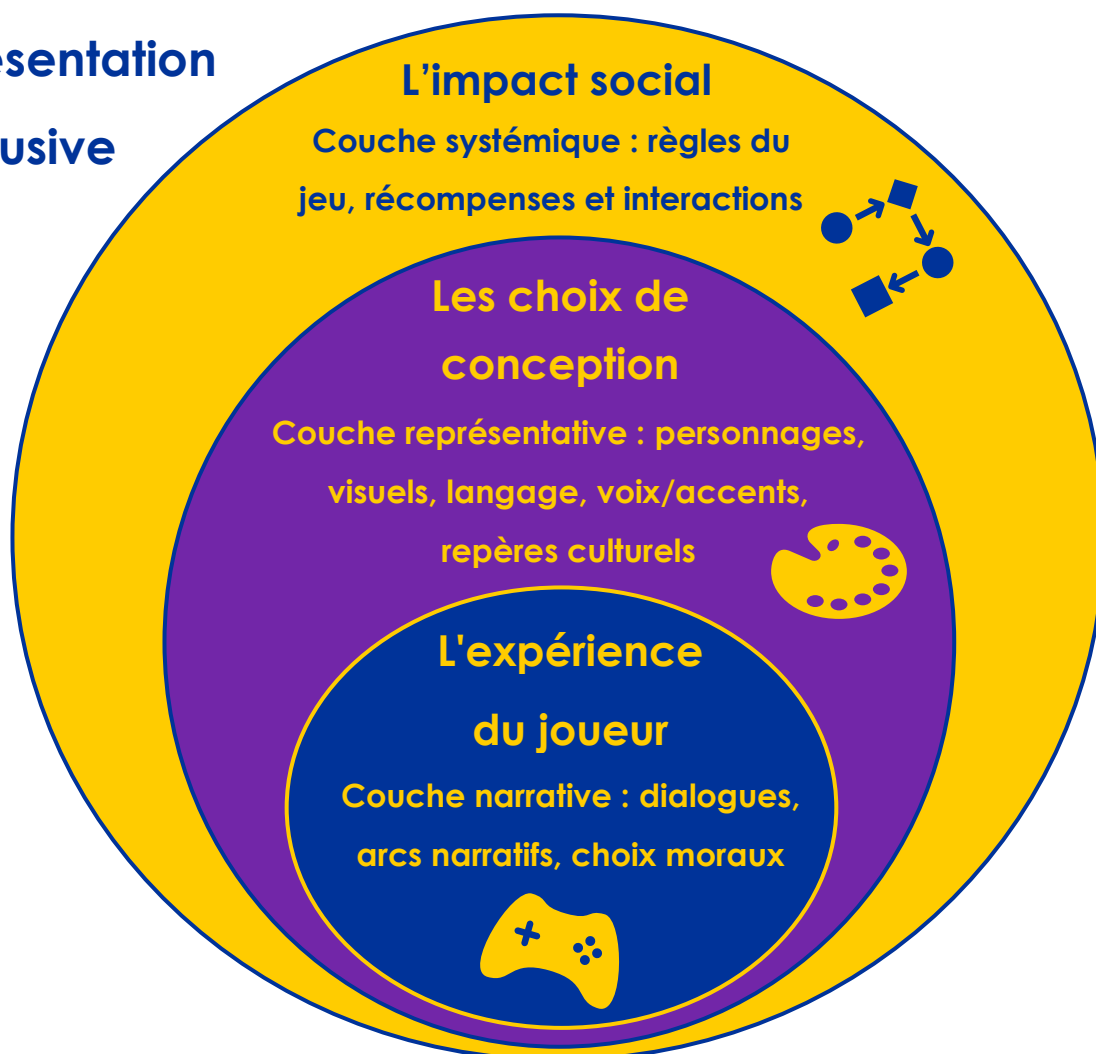 ésentation
usive
L’impact social
Couche systémique : règles du
jeu, récompenses et interactions
Les choix de
conception
Couche représentative : personnages,
visuels, langage, voix/accents,
repères culturels
L'expérience
du joueur
Couche narrative : dialogues,
arcs narratifs, choix moraux